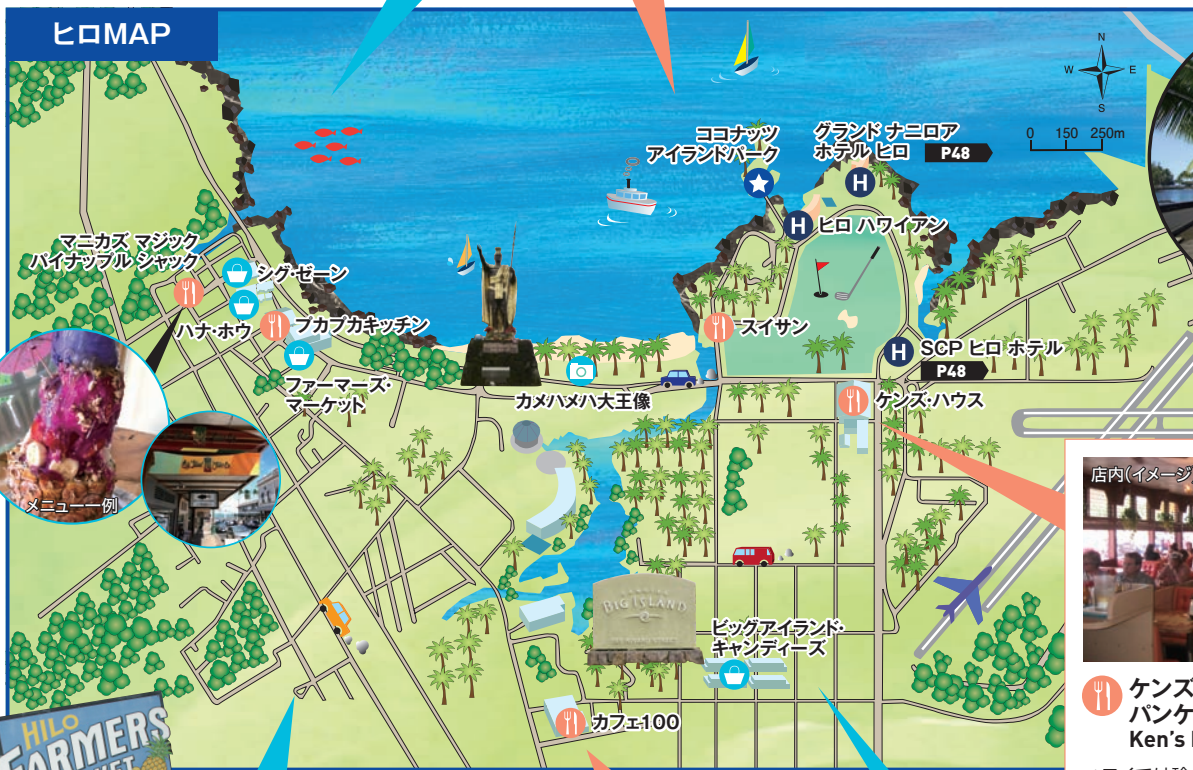 ヒロMAP
N
W E
S
0 150 250m
ココナッツ
アイランドパーク
グランド ナニロア
ホテル ヒロ P48
ヒロ ハワイアン
マニカズ マジック
パイナップル シャック
シグ・ゼーン
ハナ・ホウ
プカプカキッチン
ファーマーズ・
マーケット
カメハメハ大王像
スイサン
SCP ヒロ ホテル
P48
ケンズ・ハウス
メニュー一例
店内(イメージ
BIG ISLAND
ビッグアイランド・
キャンディーズ
カフェ100
HILO
FARMERS
ケンズ
パンケ
Ken's